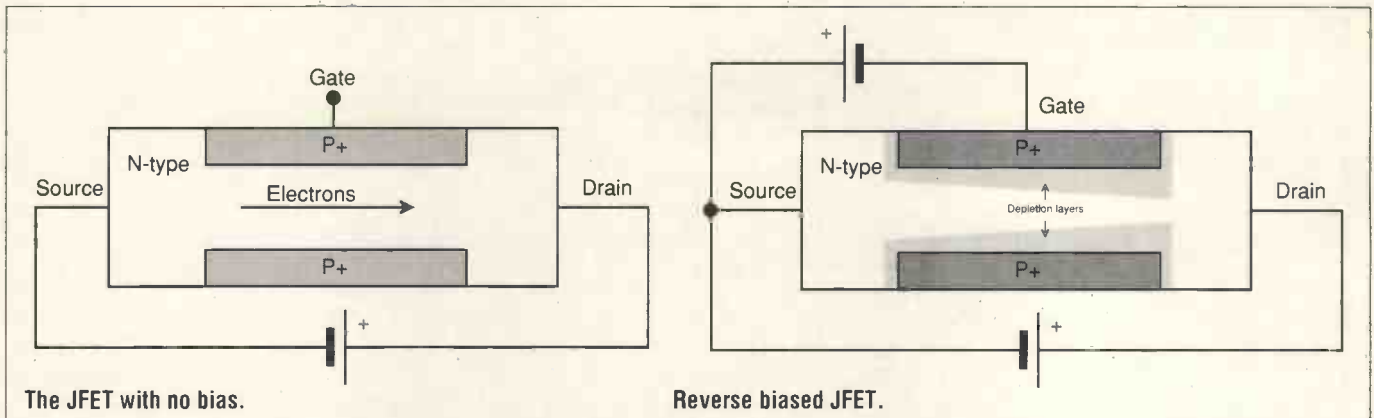 Gate
P+
N-type
Source
Electrons
Drain
P+
+
The JFET with no bias.
+
Gate
P+
N-type
Source
Depletion layers
Drain
P+
+
Reverse biased JFET.